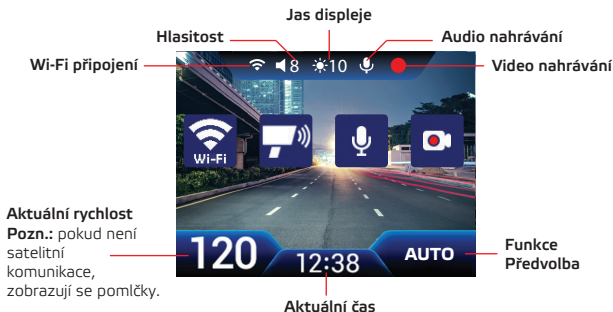 Jas displeje
Hlasitost
Audio nahrávání
Wi-Fi připojení
8
10
Video nahrávání
Wi-Fi
Aktuální rychlost
Pozn.: pokud není
satelitní
komunikace,
zobrazují se pomlčky.
120
12:38
AUTO
Funkce
Předvolba
Aktuální čas